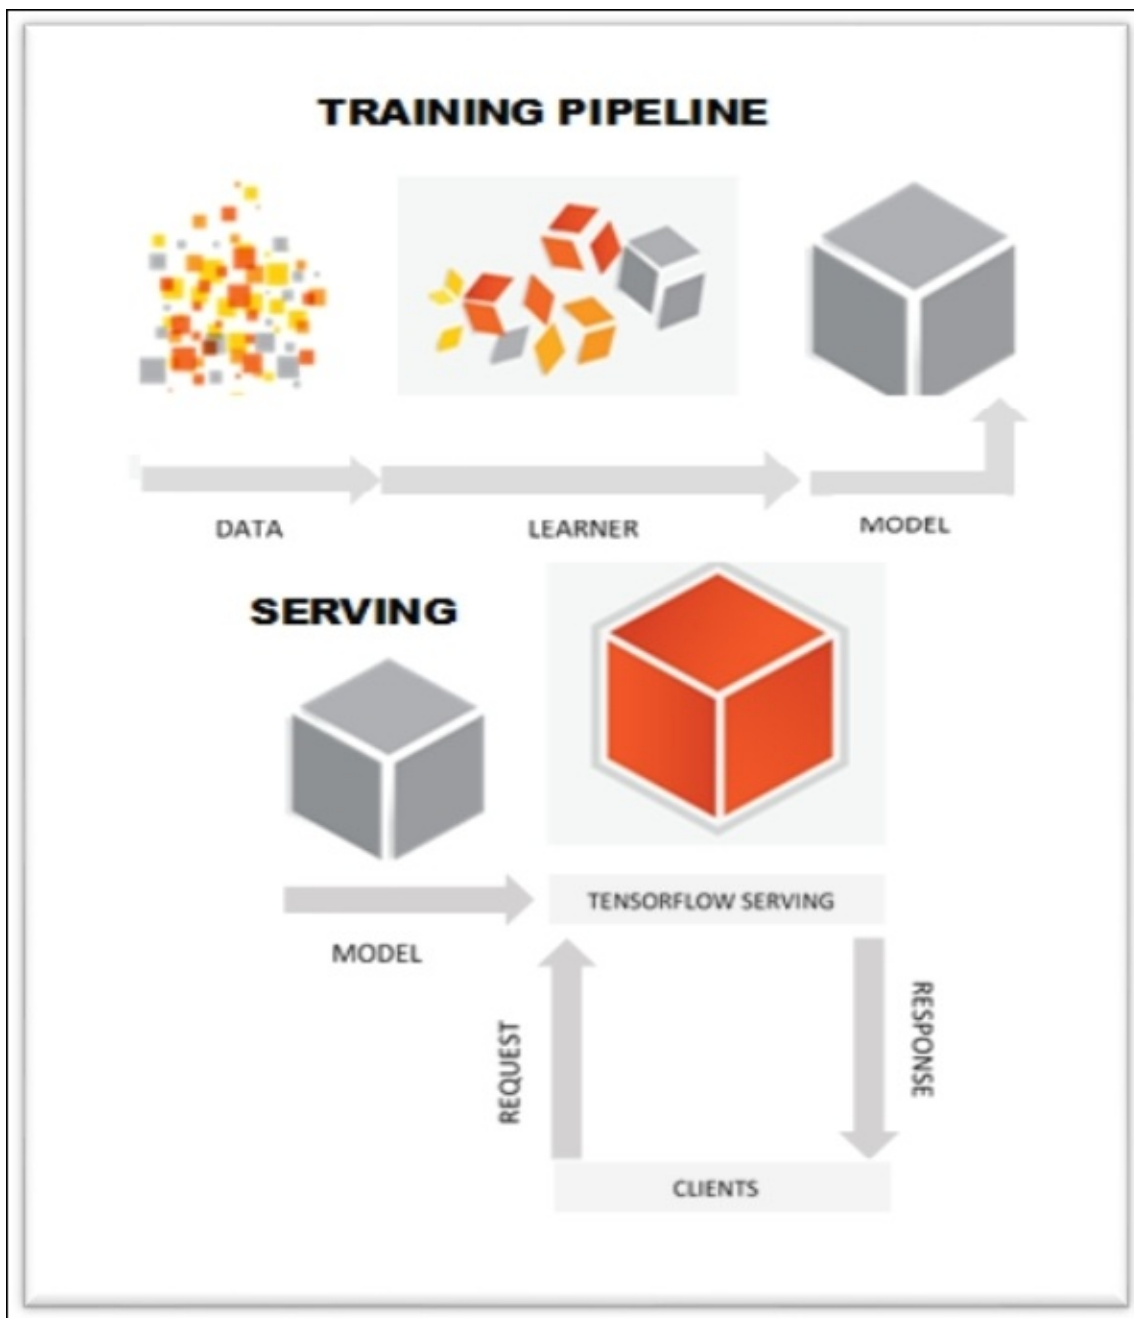 TRAINING PIPELINE
DATA
LEARNER
MODEL
SERVING
TENSORFLOW SERVING
MODEL
REQUEST
RESPONSE
CLIENTS